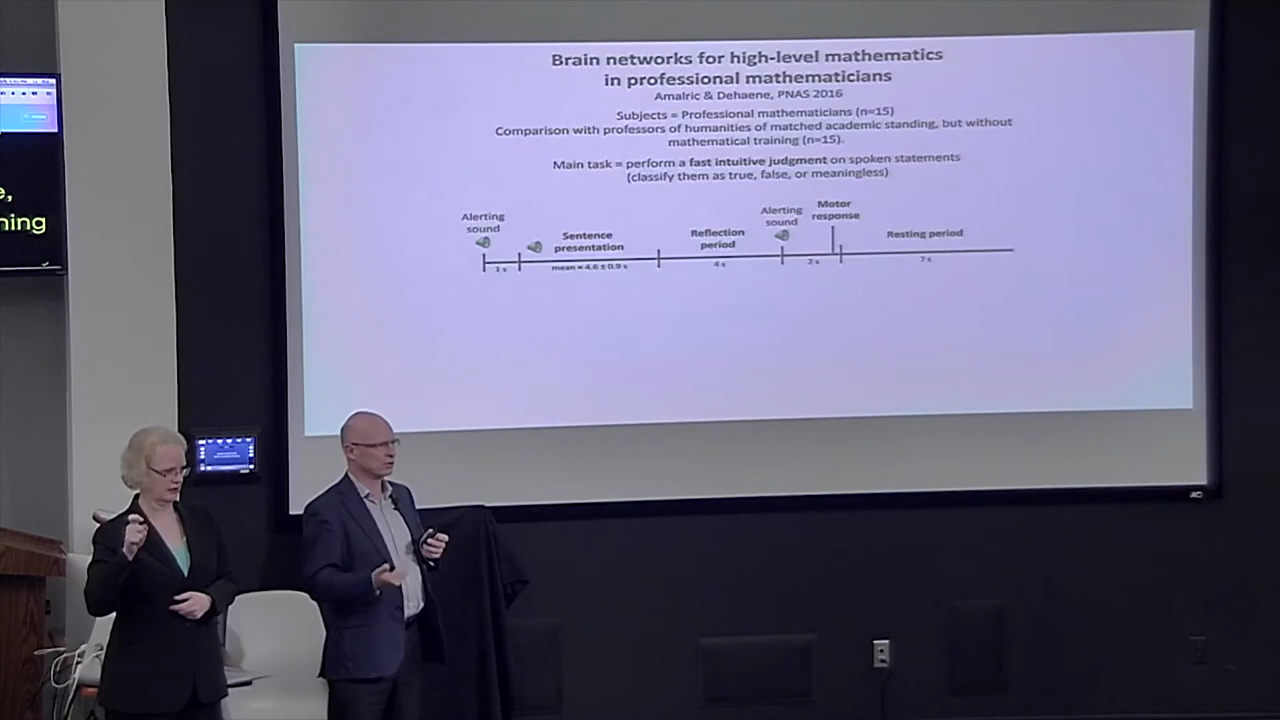 Brain networks for high-level mathematics
in professional mathematicians
Amalric & Dehaene, PNAS 2016
Subjects = Professional mathematicians (n=15)
Comparison with professors of humanities of matched academic standing, but without
mathematical training (n=15).
Main task = perform a fast intuitive judgment on spoken statements
(classify them as true, false, or meaningless)
Alerting
sound
Sentence
presentation
Reflection
period
Alerting
sound
Motor
response
Resting period
1 s
mean = 4.6 ± 0.9 s
4 s
2 s
7 s
e,
ning